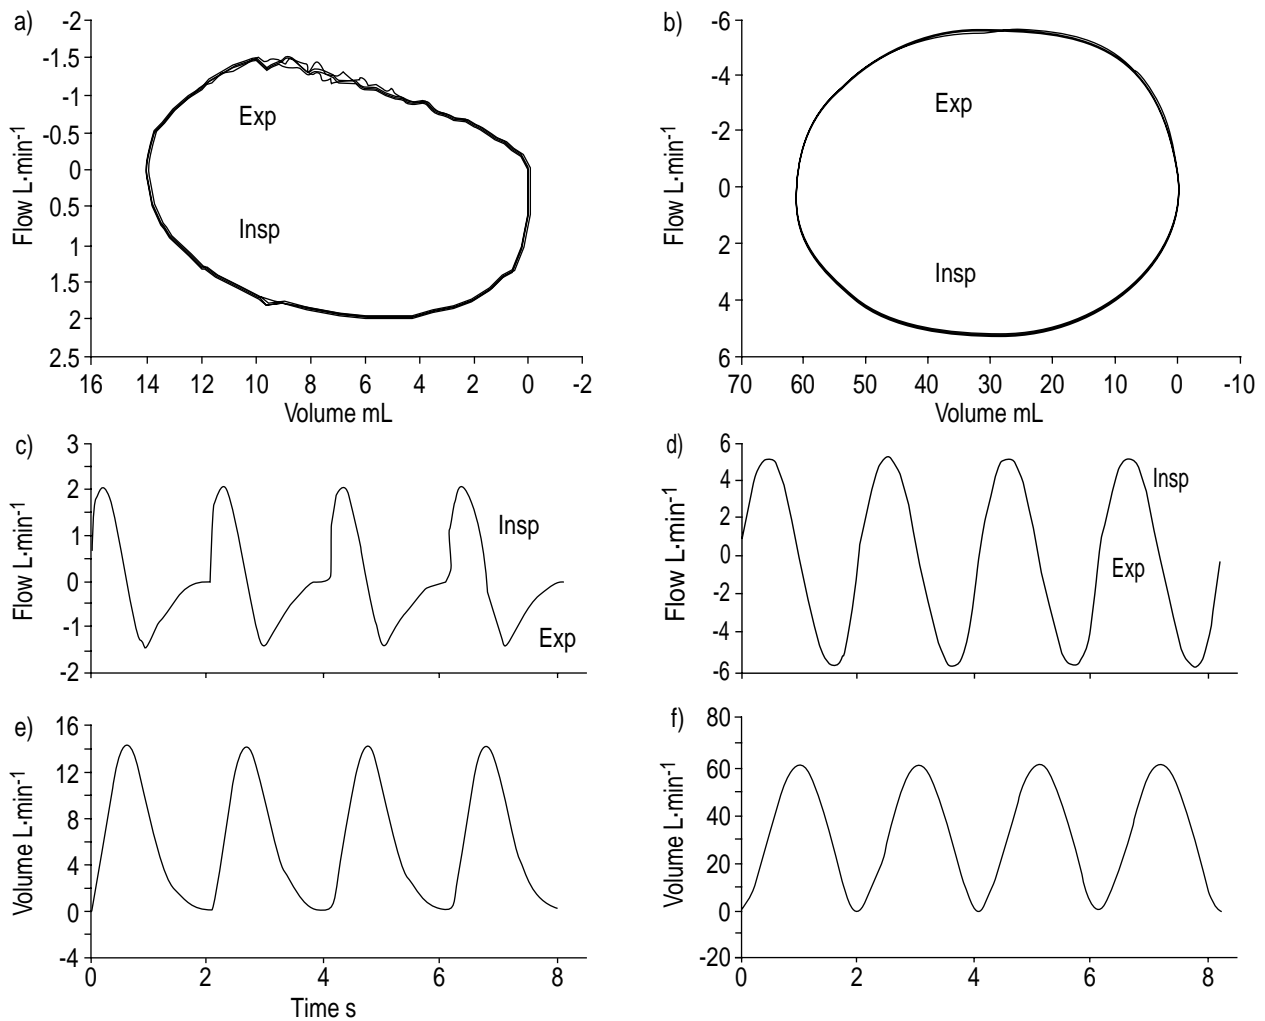 a)
-2
-1.5
-1
-0.5
0
0.5
1
1.5
2
2.5
Flow L·min-1
Exp
Insp
16 14 12 10 8 6 4 2 0 -2
Volume mL
b)
-6
-4
-2
0
2
4
6
Flow L·min-1
Exp
Insp
70 60 50 40 30 20 10 0 -10
Volume mL
c)
3
2
1
0
-1
-2
Flow L·min-1
Insp
Exp
d)
6
4
2
0
-2
-4
-6
Flow L·min-1
Insp
Exp
e)
16
12
8
4
0
-4
Volume L·min-1
0 2 4 6 8
Time s
f)
80
60
40
20
0
-20
Volume L·min-1
0 2 4 6 8